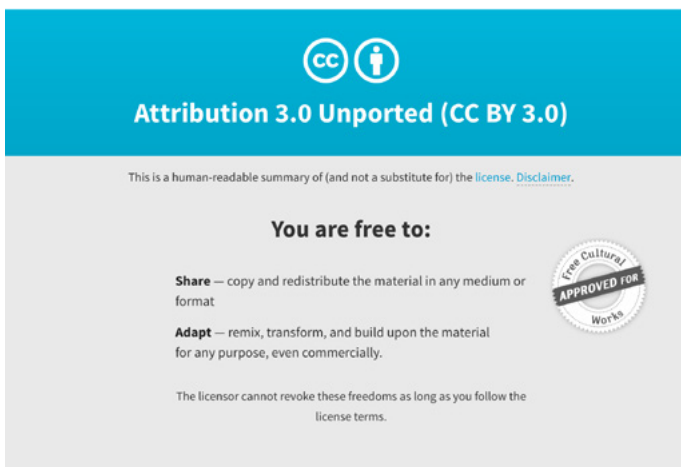 cc
Attribution 3.0 Unported (CC BY 3.0)
This is a human-readable summary of (and not a substitute for) the license. Disclaimer.
You are free to:
Share — copy and redistribute the material in any medium or
format
Adapt — remix, transform, and build upon the material
for any purpose, even commercially.
Free Cultural
APPROVED FOR
Works
The licensor cannot revoke these freedoms as long as you follow the
license terms.